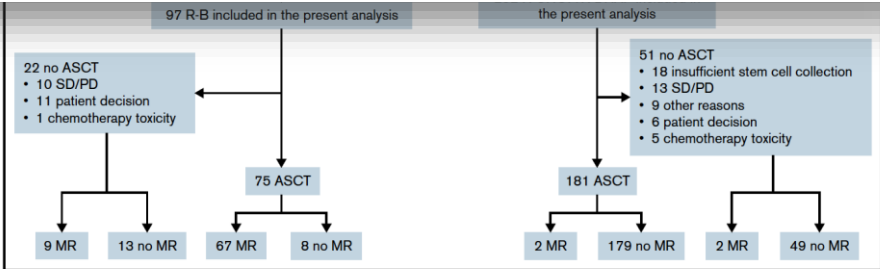 97 R-B included in the present analysis
the present analysis
22 no ASCT
• 10 SD/PD
• 11 patient decision
• 1 chemotherapy toxicity
51 no ASCT
• 18 insufficient stem cell collection
• 13 SD/PD
• 9 other reasons
• 6 patient decision
• 5 chemotherapy toxicity
75 ASCT
181 ASCT
9 MR
13 no MR
67 MR
8 no MR
2 MR
179 no MR
2 MR
49 no MR